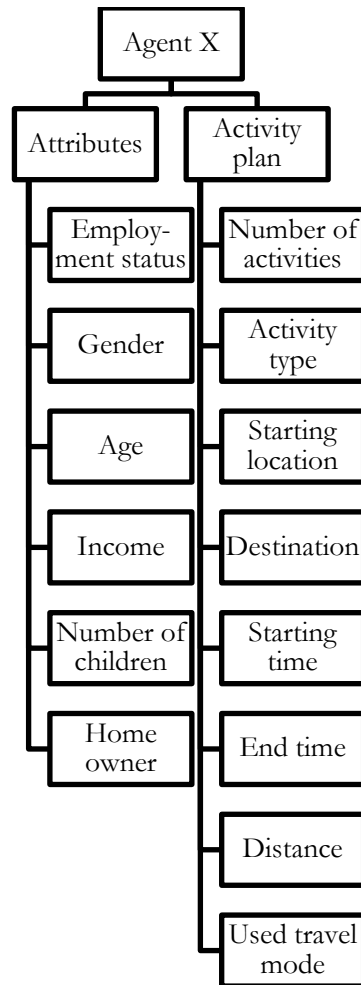 Agent X
Attributes
Activity
plan
Employ-
ment status
Gender
Age
Income
Number of
children
Home
owner
Number of
activities
Activity
type
Starting
location
Destination
Starting
time
End time
Distance
Used travel
mode